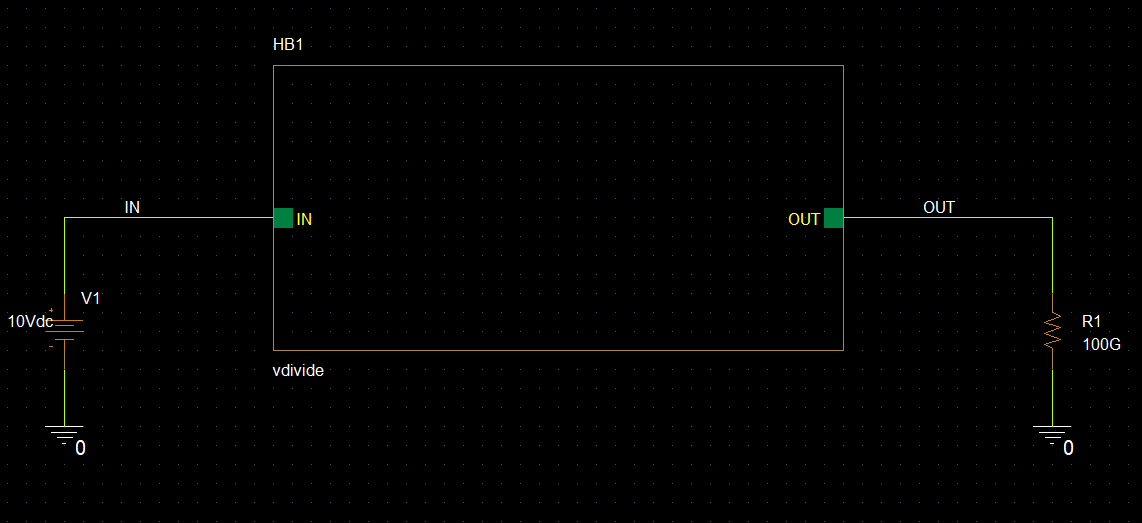 HB1
IN
IN
OUT
OUT
V1
10Vdc
R1
100G
vdivide
0
0